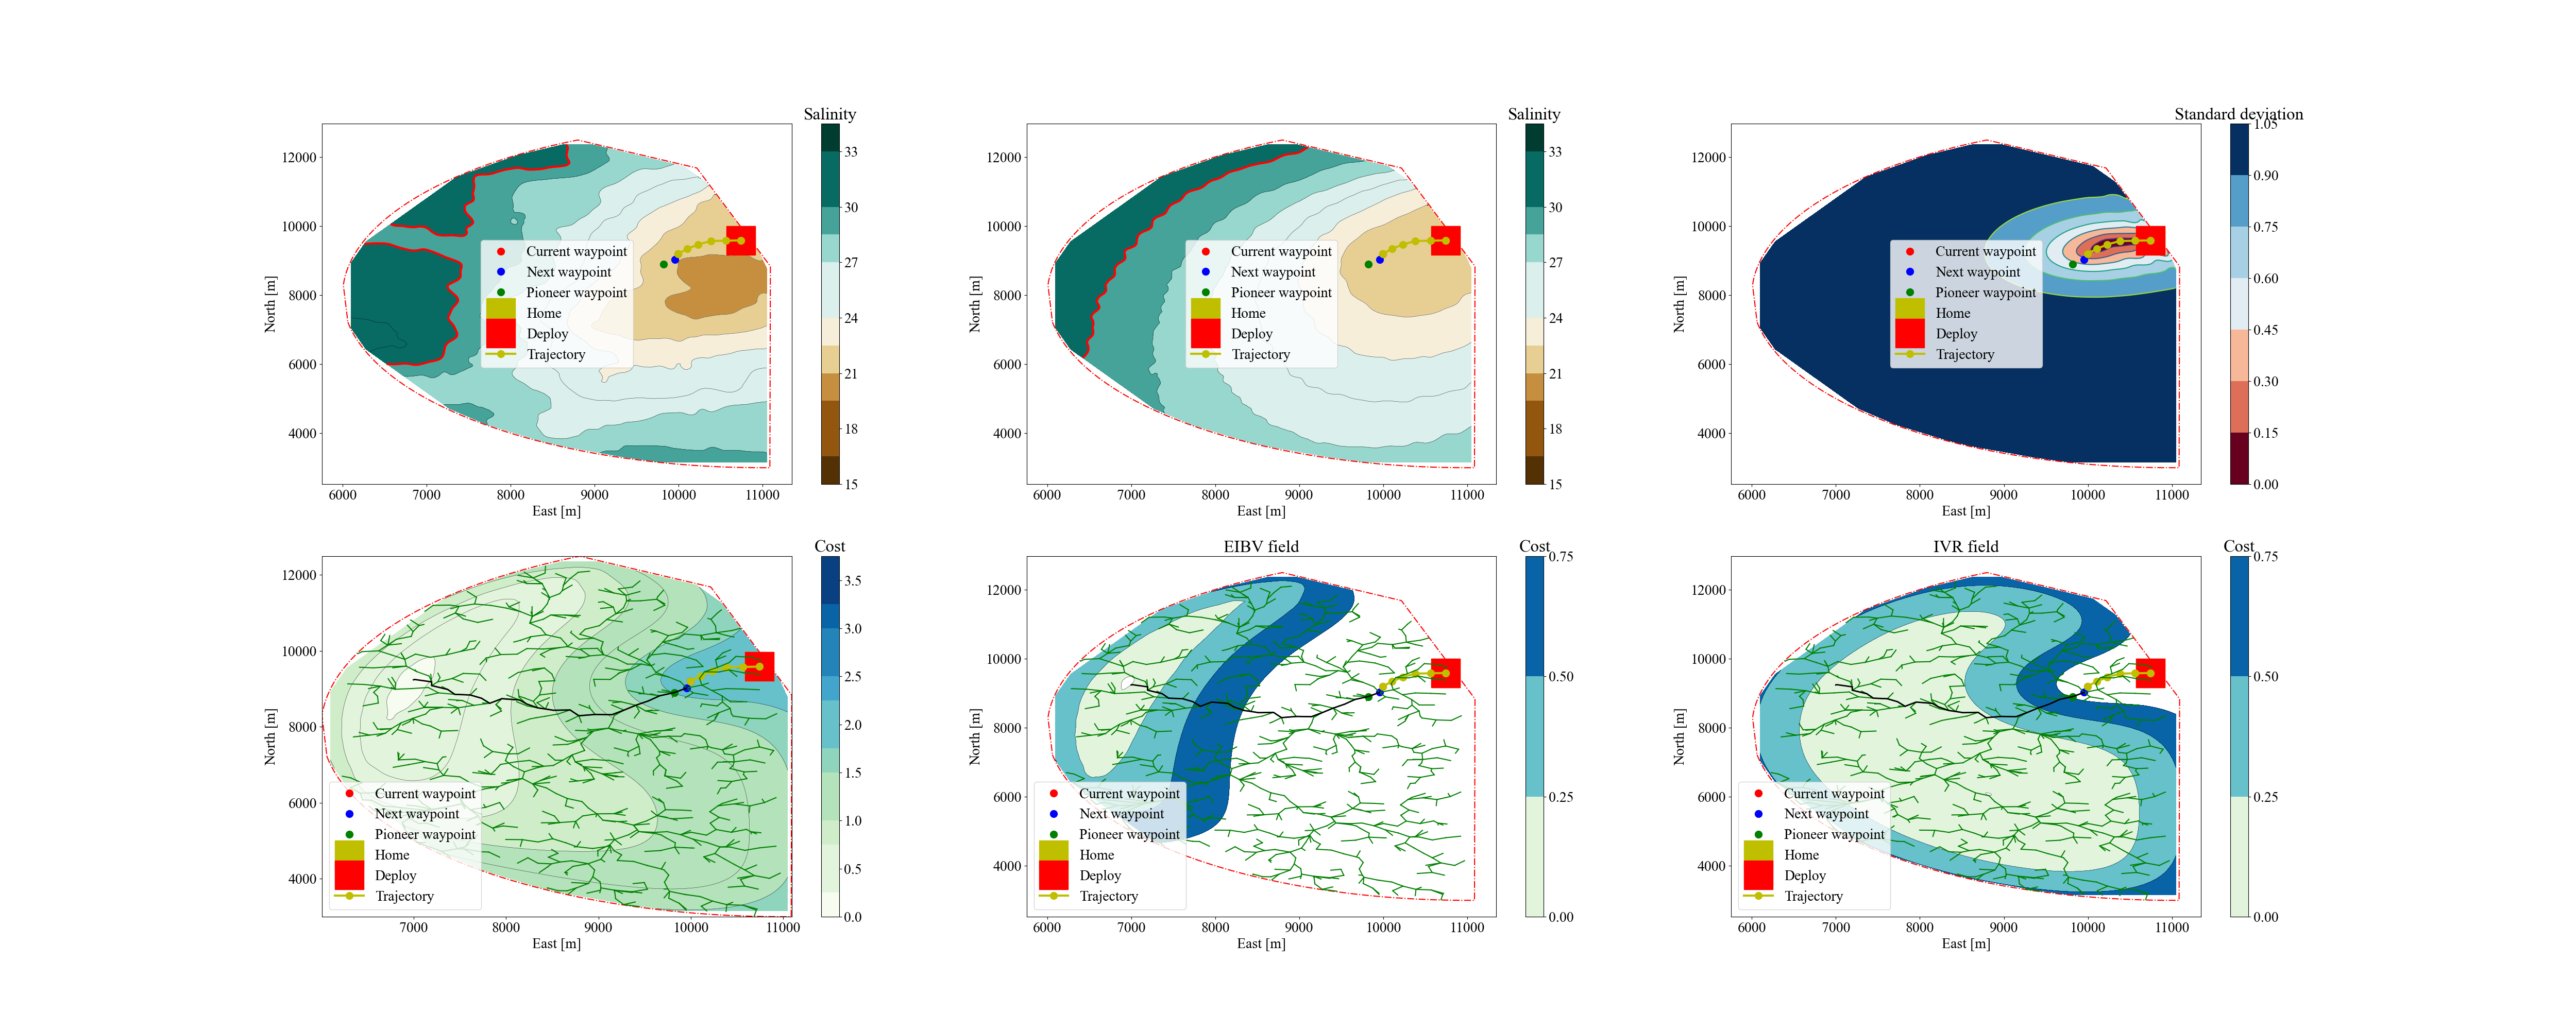 Salinity
12000
10000
8000
6000
4000
North [m]
6000 7000 8000 9000 10000 11000
East [m]
33
30
27
24
21
18
15
Current waypoint
Next waypoint
Pioneer waypoint
Home
Deploy
Trajectory
Salinity
12000
10000
8000
6000
4000
North [m]
6000 7000 8000 9000 10000 11000
East [m]
33
30
27
24
21
18
15
Current waypoint
Next waypoint
Pioneer waypoint
Home
Deploy
Trajectory
Standard deviation
12000
10000
8000
6000
4000
North [m]
6000 7000 8000 9000 10000 11000
East [m]
1.05
0.90
0.75
0.60
0.45
0.30
0.15
0.00
Current waypoint
Next waypoint
Pioneer waypoint
Home
Deploy
Trajectory
Cost
12000
10000
8000
6000
4000
North [m]
7000 8000 9000 10000 11000
East [m]
3.5
3.0
2.5
2.0
1.5
1.0
0.5
0.0
Current waypoint
Next waypoint
Pioneer waypoint
Home
Deploy
Trajectory
EIBV field
Cost
12000
10000
8000
6000
4000
North [m]
6000 7000 8000 9000 10000 11000
East [m]
0.75
0.50
0.25
0.00
Current waypoint
Next waypoint
Pioneer waypoint
Home
Deploy
Trajectory
IVR field
Cost
12000
10000
8000
6000
4000
North [m]
6000 7000 8000 9000 10000 11000
East [m]
0.75
0.50
0.25
0.00
Current waypoint
Next waypoint
Pioneer waypoint
Home
Deploy
Trajectory